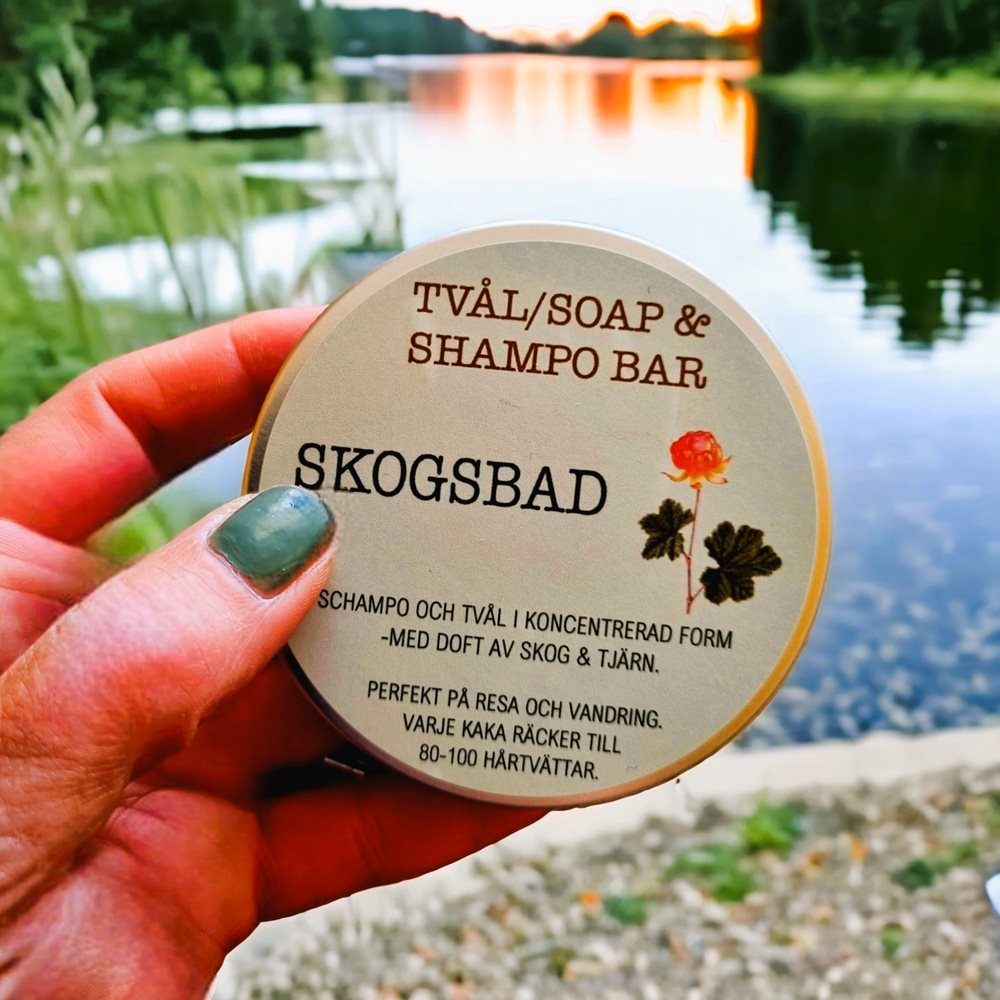 TVÅL/SOAP &
SHAMPO BAR
SKOGSBAD
SCHAMPO OCH TVÅL I KONCENTRERAD FORM
-MED DOFT AV SKOG & TJÄRN.
PERFEKT PÅ RESA OCH VANDRING.
VARJE KAKA RÄCKER TILL
80-100 HÅRTVÄTTAR.